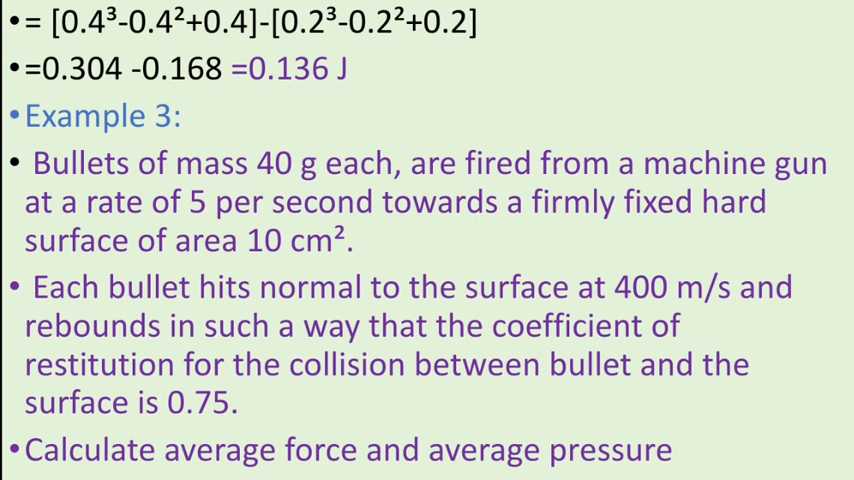 •= [0.4³-0.4²+0.4]-[0.2³-0.2²+0.2]
•=0.304 -0.168 =0.136 J
•Example 3:
• Bullets of mass 40 g each, are fired from a machine gun
at a rate of 5 per second towards a firmly fixed hard
surface of area 10 cm².
• Each bullet hits normal to the surface at 400 m/s and
rebounds in such a way that the coefficient of
restitution for the collision between bullet and the
surface is 0.75.
•Calculate average force and average pressure